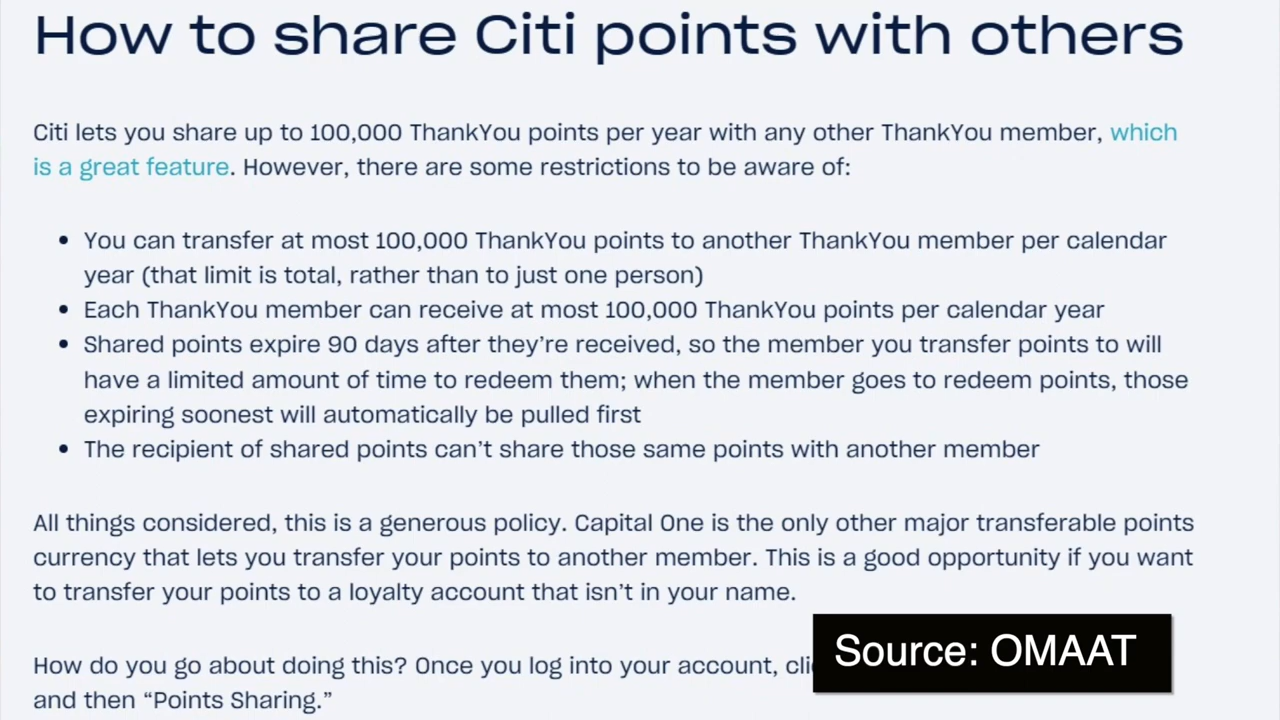 How to share Citi points with others
Citi lets you share up to 100,000 ThankYou points per year with any other ThankYou member, which
is a great feature. However, there are some restrictions to be aware of:
• You can transfer at most 100,000 ThankYou points to another ThankYou member per calendar
year (that limit is total, rather than to just one person)
• Each ThankYou member can receive at most 100,000 ThankYou points per calendar year
• Shared points expire 90 days after they’re received, so the member you transfer points to will
have a limited amount of time to redeem them; when the member goes to redeem points, those
expiring soonest will automatically be pulled first
• The recipient of shared points can’t share those same points with another member
All things considered, this is a generous policy. Capital One is the only other major transferable points
currency that lets you transfer your points to another member. This is a good opportunity if you want
to transfer your points to a loyalty account that isn’t in your name.
How do you go about doing this? Once you log into your account,
and then “Points Sharing.”
Source: OMAAT